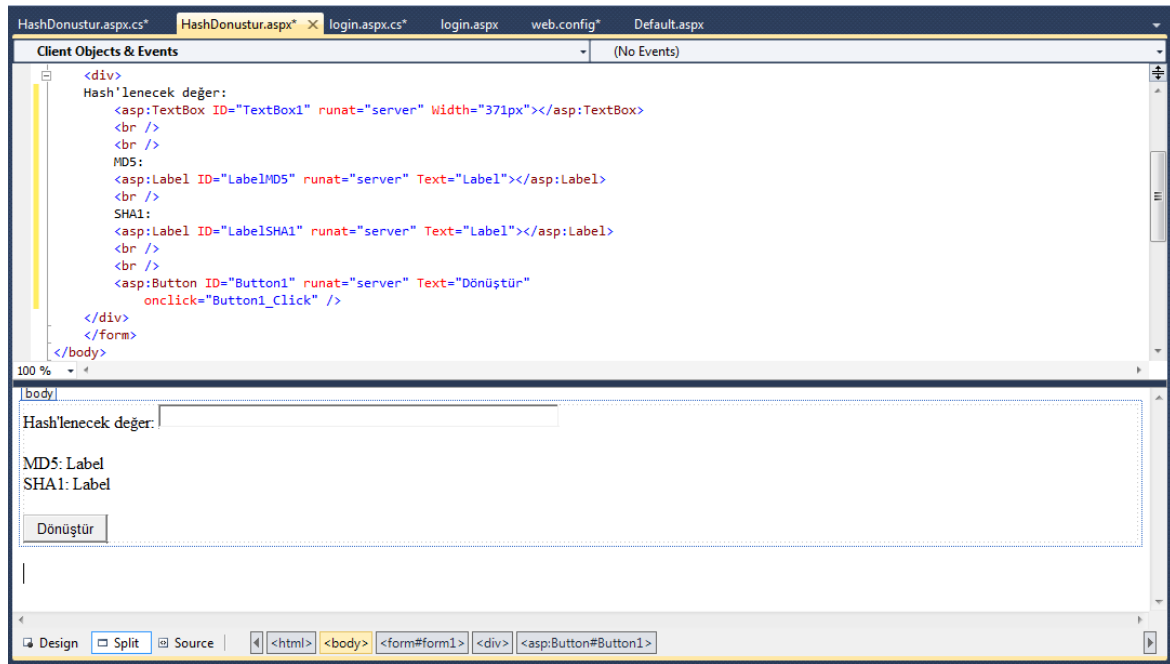 HashDonustur.aspx.cs* HashDonustur.aspx* login.aspx.cs* login.aspx web.config* Default.aspx
Client Objects & Events (No Events)
<div>
Hash'lenecek değer:
<asp:TextBox ID="TextBox1" runat="server" Width="371px"></asp:TextBox>
<br />
<br />
MD5:
<asp:Label ID="LabelMD5" runat="server" Text="Label"></asp:Label>
<br />
SHA1:
<asp:Label ID="LabelSHA1" runat="server" Text="Label"></asp:Label>
<br />
<br />
<asp:Button ID="Button1" runat="server" Text="Dönüştür"
onclick="Button1_Click" />
</div>
</form>
</body>
100 %
body
Hash'lenecek değer:
MD5: Label
SHA1: Label
Dönüştür
Design Split Source <html> <body> <form#form1> <div> <asp:Button#Button1>